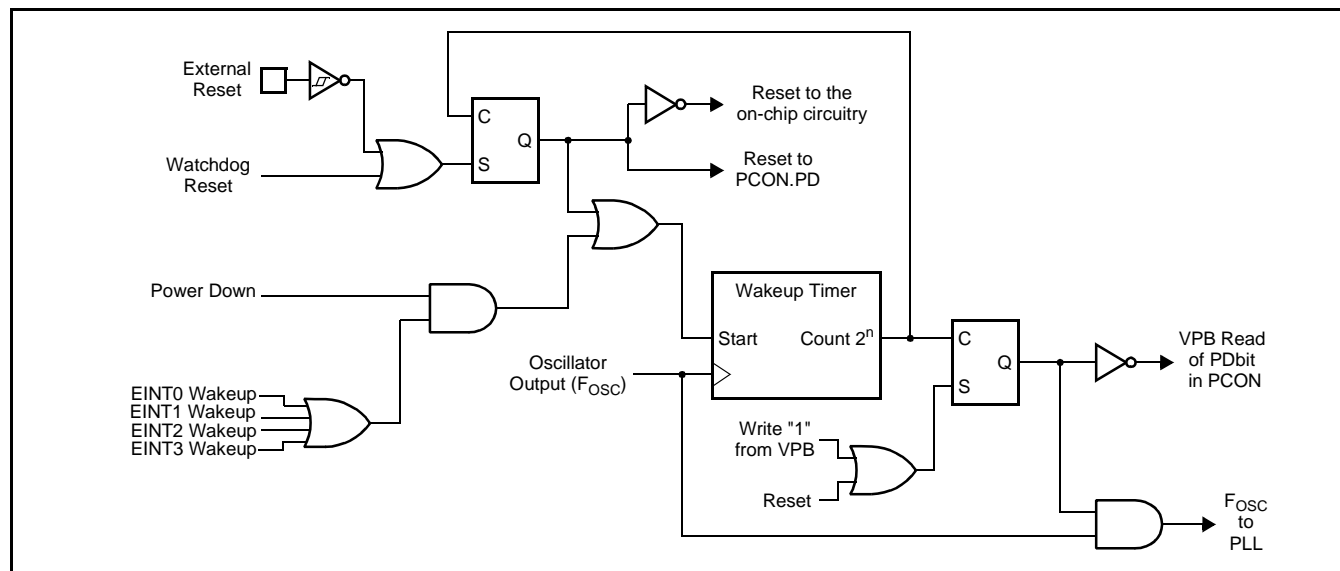 External
Reset
Watchdog
Reset
C
S
Q
Reset to the
on-chip circuitry
Reset to
PCON.PD
Power Down
EINT0 Wakeup
EINT1 Wakeup
EINT2 Wakeup
EINT3 Wakeup
Wakeup Timer
Start
Count 2ⁿ
Oscillator
Output (F_OSC)
Write "1"
from VPB
Reset
C
S
Q
VPB Read
of PDbit
in PCON
F_OSC
to
PLL